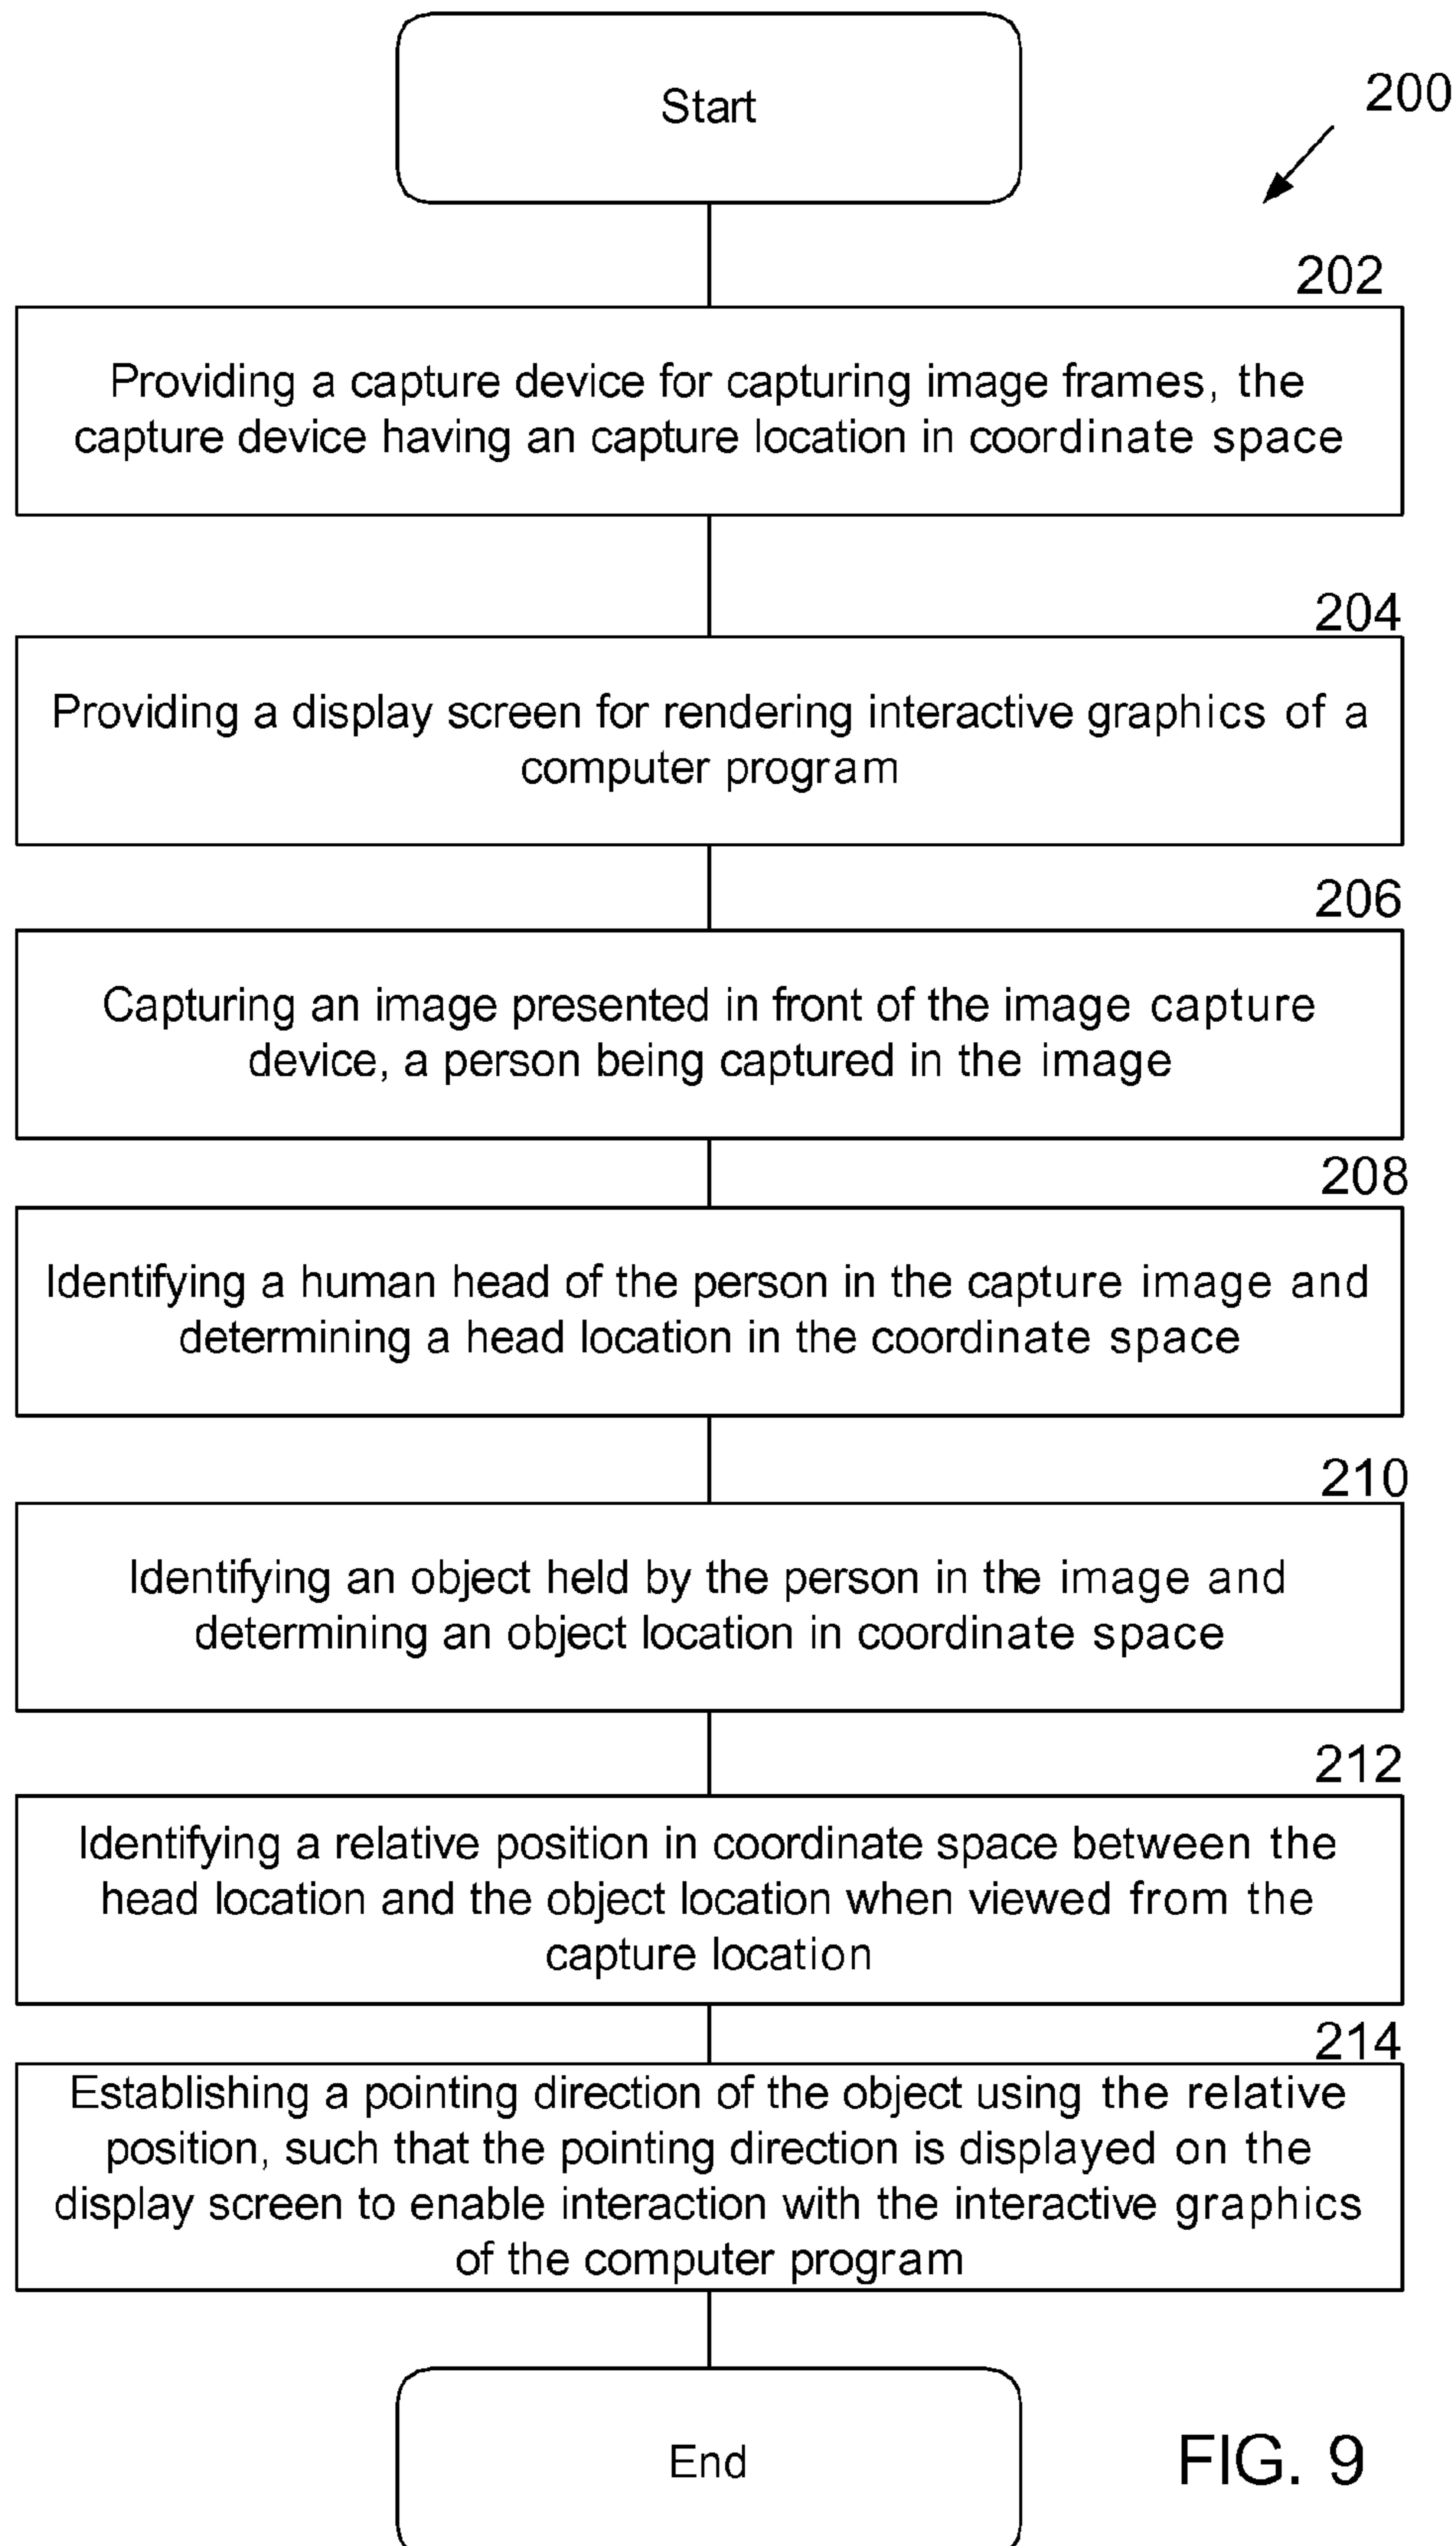 Start
200
202
Providing a capture device for capturing image frames, the
capture device having an capture location in coordinate space
204
Providing a display screen for rendering interactive graphics of a
computer program
206
Capturing an image presented in front of the image capture
device, a person being captured in the image
208
Identifying a human head of the person in the capture image and
determining a head location in the coordinate space
210
Identifying an object held by the person in the image and
determining an object location in coordinate space
212
Identifying a relative position in coordinate space between the
head location and the object location when viewed from the
capture location
214
Establishing a pointing direction of the object using the relative
position, such that the pointing direction is displayed on the
display screen to enable interaction with the interactive graphics
of the computer program
End
FIG. 9